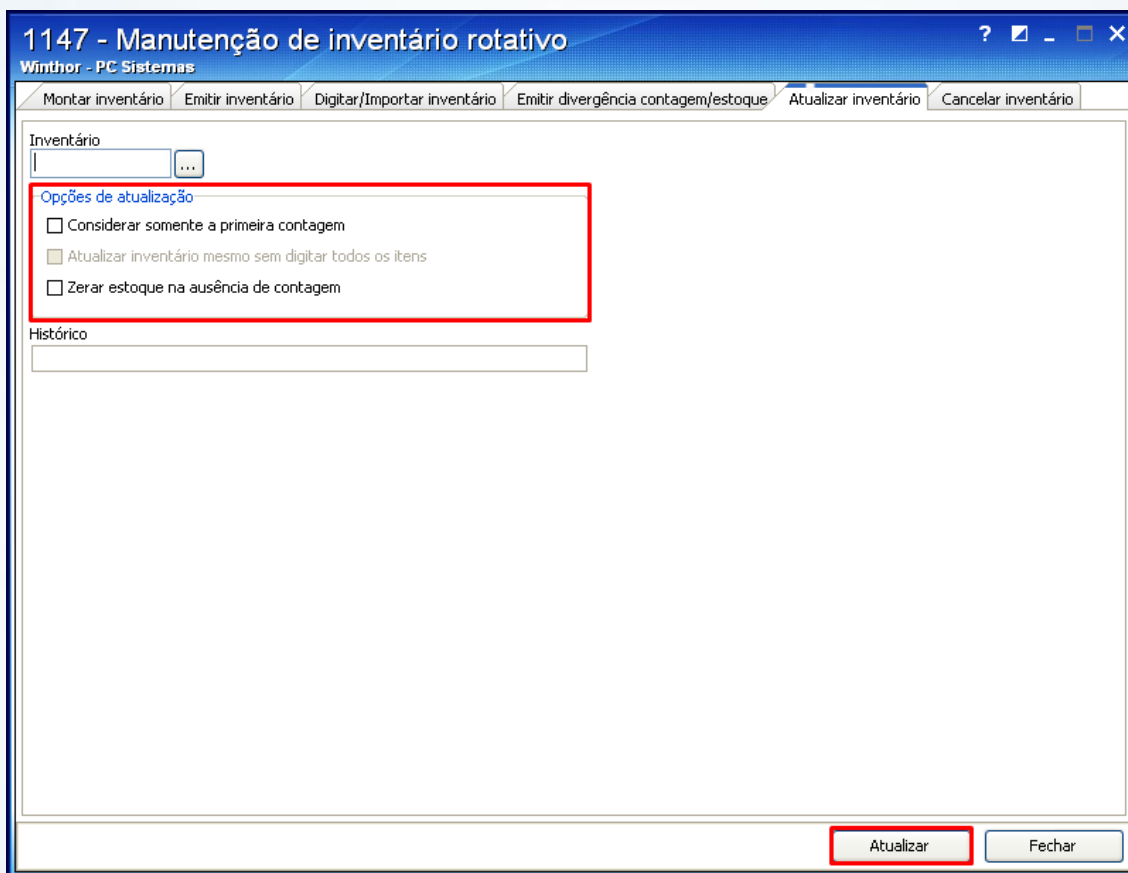 1147 - Manutenção de inventário rotativo
Winthor - PC Sistemas
Montar inventário Emitir inventário Digitar/Importar inventário Emitir divergência contagem/estoque Atualizar inventário Cancelar inventário
Inventário
...
Opções de atualização
Considerar somente a primeira contagem
Atualizar inventário mesmo sem digitar todos os itens
Zerar estoque na ausência de contagem
Histórico
Atualizar Fechar